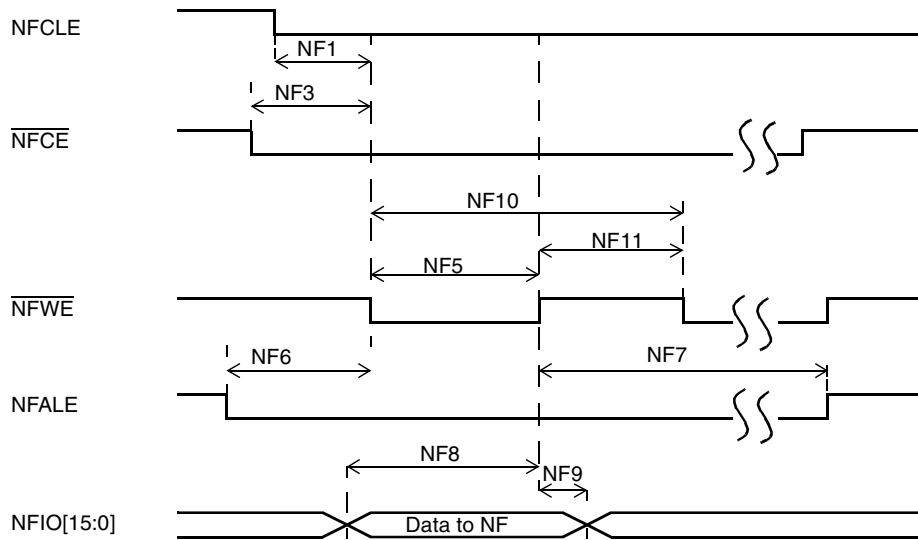 NFCLE
NF1
NF3
NFCE
NF10
NF11
NF5
NFWE
NF6
NF7
NFALE
NF8
NF9
NFIO[15:0]
Data to NF